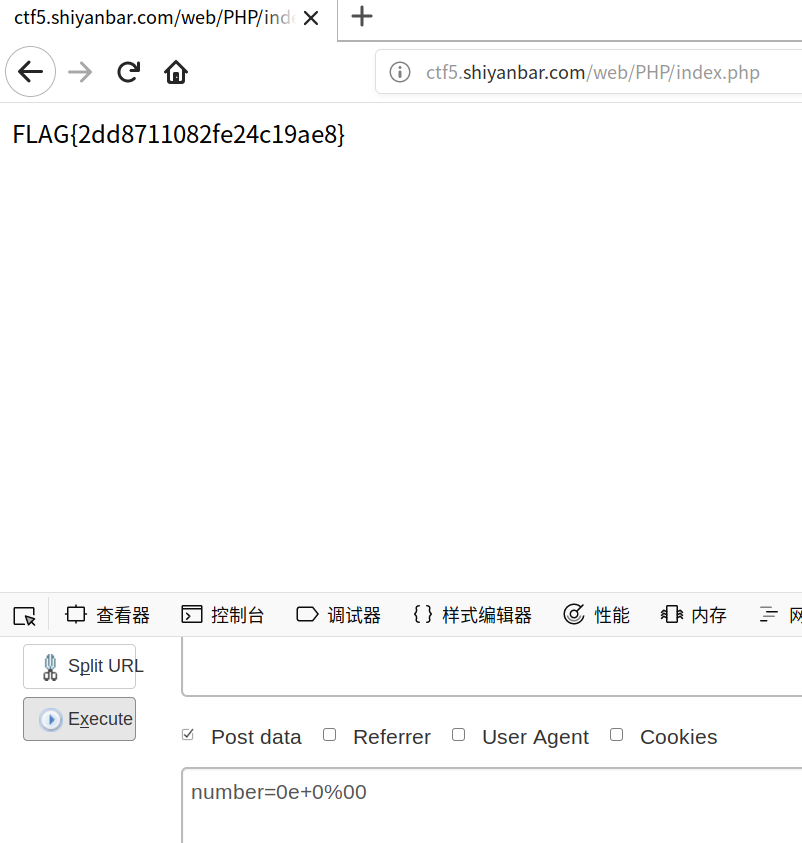 ctf5.shiyanbar.com/web/PHP/inde
ctf5.shiyanbar.com/web/PHP/index.php
FLAG{2dd8711082fe24c19ae8}
查看器 控制台 调试器 {} 样式编辑器 性能 内存 网
Split URL
Execute
Post data Referrer User Agent Cookies
number=0e+0%00